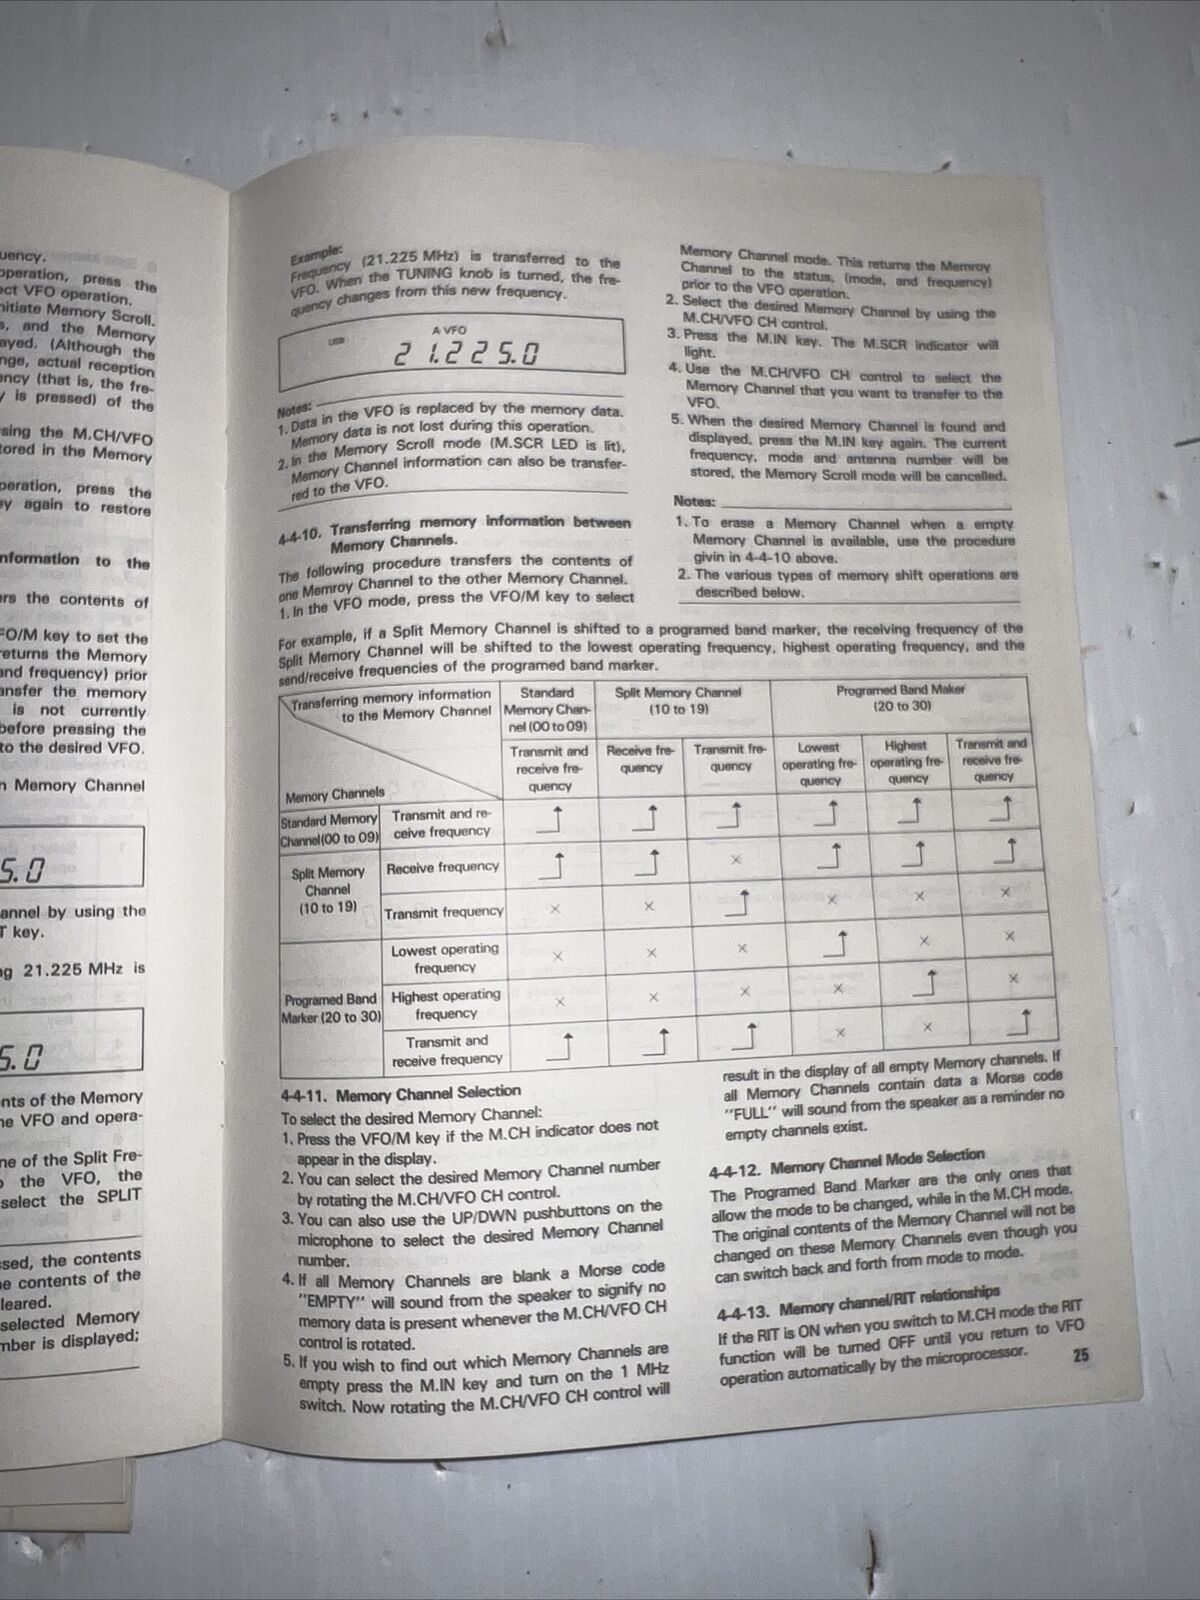 uency.
operation, press the
ect VFO operation.
nitiate Memory Scroll.
s, and the Memory
ayed. (Although the
nge, actual reception
ency (that is, the fre-
y is pressed) of the
sing the M.CH/VFO
tored in the Memory
peration, press the
ey again to restore
nformation to the
ers the contents of
FO/M key to set the
returns the Memory
and frequency) prior
ansfer the memory
is not currently
before pressing the
to the desired VFO.
n Memory Channel
5.0
annel by using the
T key.
ng 21.225 MHz is
5.0
nts of the Memory
he VFO and opera-
ne of the Split Fre-
o the VFO, the
select the SPLIT
ssed, the contents
he contents of the
leared.
selected Memory
mber is displayed;
Example:
Frequency (21.225 MHz) is transferred to the
VFO. When the TUNING knob is turned, the fre-
quency changes from this new frequency.
A VFO
USB
21.225.0
Notes:
1. Data in the VFO is replaced by the memory data.
Memory data is not lost during this operation.
2. In the Memory Scroll mode (M.SCR LED is lit),
Memory Channel information can also be transfer-
red to the VFO.
4-4-10. Transferring memory information between
Memory Channels.
The following procedure transfers the contents of
one Memroy Channel to the other Memory Channel.
1. In the VFO mode, press the VFO/M key to select
Memory Channel mode. This returns the Memroy
Channel to the status, (mode, and frequency)
prior to the VFO operation.
2. Select the desired Memory Channel by using the
M.CH/VFO CH control.
3. Press the M.IN key. The M.SCR indicator will
light.
4. Use the M.CH/VFO CH control to select the
Memory Channel that you want to transfer to the
VFO.
5. When the desired Memory Channel is found and
displayed, press the M.IN key again. The current
frequency, mode and antenna number will be
stored, the Memory Scroll mode will be cancelled.
Notes:
1. To erase a Memory Channel when a empty
Memory Channel is available, use the procedure
givin in 4-4-10 above.
2. The various types of memory shift operations are
described below.
For example, if a Split Memory Channel is shifted to a programed band marker, the receiving frequency of the
Split Memory Channel will be shifted to the lowest operating frequency, highest operating frequency, and the
send/receive frequencies of the programed band marker.
Transferring memory information
to the Memory Channel
Memory Channels
Standard
Memory Chan-
nel (00 to 09)
Split Memory Channel
(10 to 19)
Programed Band Maker
(20 to 30)
Transmit and
receive fre-
quency
Receive fre-
quency
Transmit fre-
quency
Lowest
operating fre-
quency
Highest
operating fre-
quency
Transmit and
receive fre-
quency
Standard Memory
Channel (00 to 09)
Transmit and re-
ceive frequency
↑ ↑ ↑ ↑ ↑ ↑
Split Memory
Channel
(10 to 19)
Receive frequency
↑ ↑ × ↑ ↑ ↑
Transmit frequency
× × ↑ × × ×
Programed Band
Marker (20 to 30)
Lowest operating
frequency
× × × ↑ × ×
Highest operating
frequency
× × × × ↑ ×
Transmit and
receive frequency
↑ ↑ ↑ × × ↑
4-4-11. Memory Channel Selection
To select the desired Memory Channel:
1. Press the VFO/M key if the M.CH indicator does not
appear in the display.
2. You can select the desired Memory Channel number
by rotating the M.CH/VFO CH control.
3. You can also use the UP/DWN pushbuttons on the
microphone to select the desired Memory Channel
number.
4. If all Memory Channels are blank a Morse code
"EMPTY" will sound from the speaker to signify no
memory data is present whenever the M.CH/VFO CH
control is rotated.
5. If you wish to find out which Memory Channels are
empty press the M.IN key and turn on the 1 MHz
switch. Now rotating the M.CH/VFO CH control will
result in the display of all empty Memory channels. If
all Memory Channels contain data a Morse code
"FULL" will sound from the speaker as a reminder no
empty channels exist.
4-4-12. Memory Channel Mode Selection
The Programed Band Marker are the only ones that
allow the mode to be changed, while in the M.CH mode.
The original contents of the Memory Channel will not be
changed on these Memory Channels even though you
can switch back and forth from mode to mode.
4-4-13. Memory channel/RIT relationships
If the RIT is ON when you switch to M.CH mode the RIT
function will be turned OFF until you return to VFO
operation automatically by the microprocessor.
25